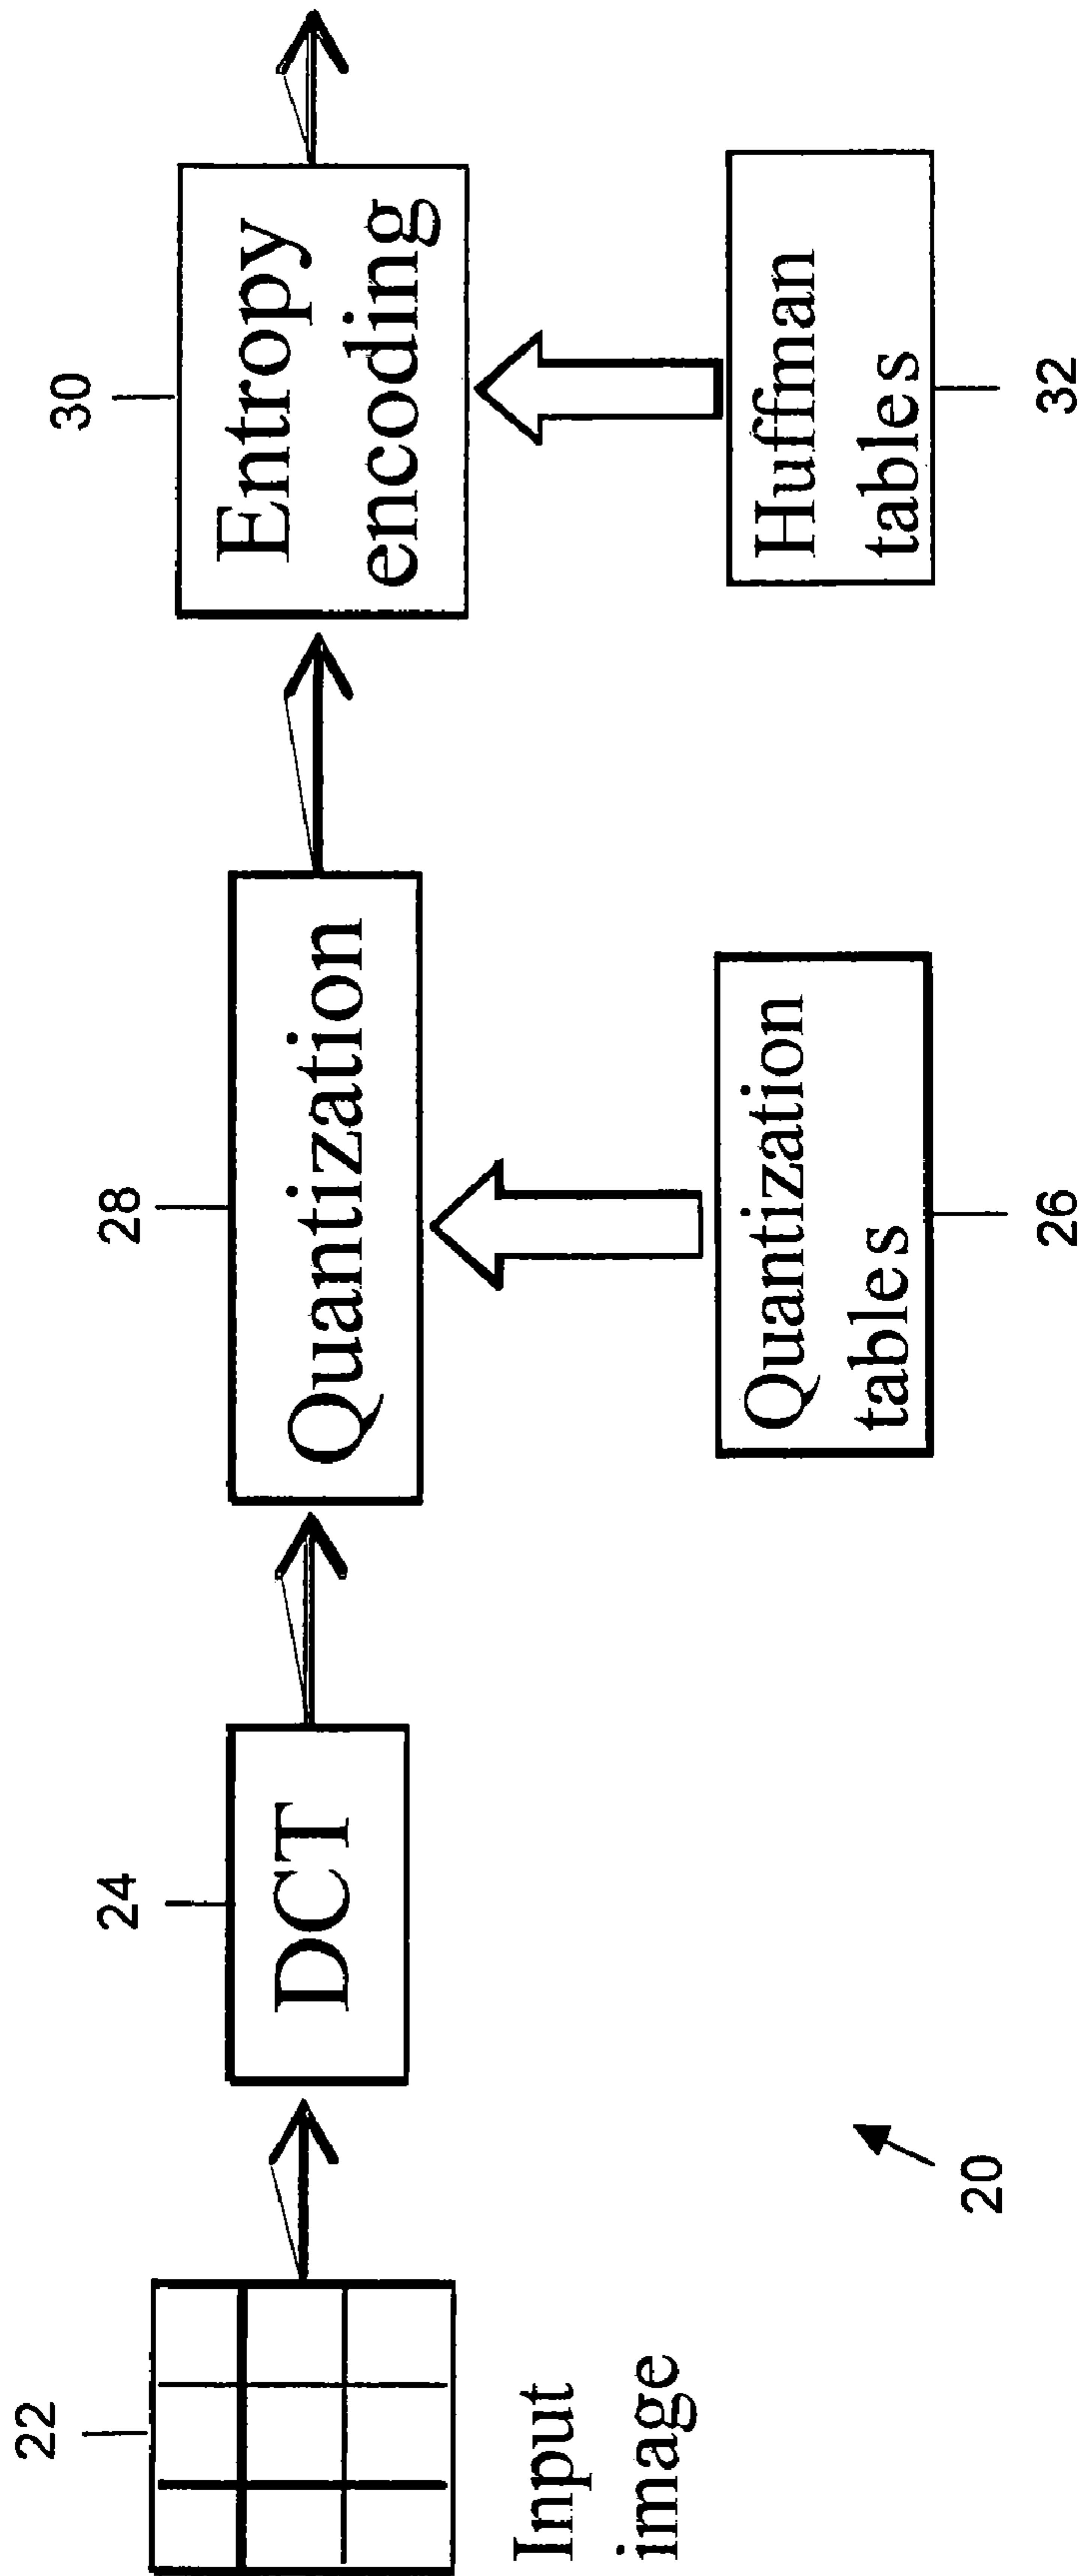 22
Input
image
24
DCT
28
Quantization
Quantization
tables
26
30
Entropy
encoding
Huffman
tables
32
20